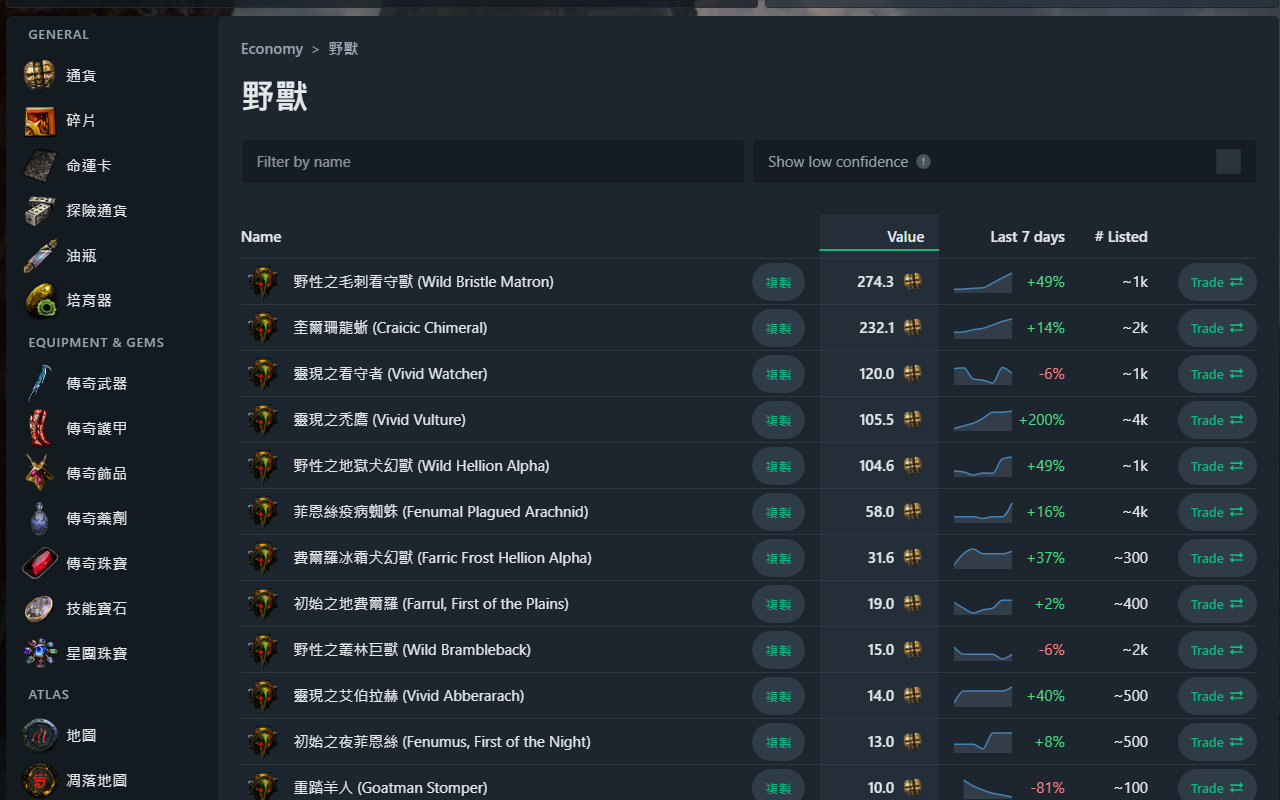 GENERAL
通貨
碎片
命運卡
探險通貨
油瓶
培育器
EQUIPMENT & GEMS
傳奇武器
傳奇護甲
傳奇飾品
傳奇藥劑
傳奇珠寶
技能寶石
星團珠寶
ATLAS
地圖
凋落地圖
Economy > 野獸
野獸
Filter by name
Show low confidence
Name Value Last 7 days # Listed
野性之毛刺看守獸 (Wild Bristle Matron) 複製 274.3 +49% ~1k Trade
奎爾珊龍蜥 (Craicic Chimeral) 複製 232.1 +14% ~2k Trade
靈現之看守者 (Vivid Watcher) 複製 120.0 -6% ~1k Trade
靈現之禿鷹 (Vivid Vulture) 複製 105.5 +200% ~4k Trade
野性之地獄犬幻獸 (Wild Hellion Alpha) 複製 104.6 +49% ~1k Trade
菲恩絲疫病蜘蛛 (Fenumal Plagued Arachnid) 複製 58.0 +16% ~4k Trade
費爾羅冰霜犬幻獸 (Farric Frost Hellion Alpha) 複製 31.6 +37% ~300 Trade
初始之地費爾羅 (Farrul, First of the Plains) 複製 19.0 +2% ~400 Trade
野性之叢林巨獸 (Wild Brambleback) 複製 15.0 -6% ~2k Trade
靈現之艾伯拉赫 (Vivid Abberarach) 複製 14.0 +40% ~500 Trade
初始之夜菲恩絲 (Fenumus, First of the Night) 複製 13.0 +8% ~500 Trade
重踏羊人 (Goatman Stomper) 複製 10.0 -81% ~100 Trade